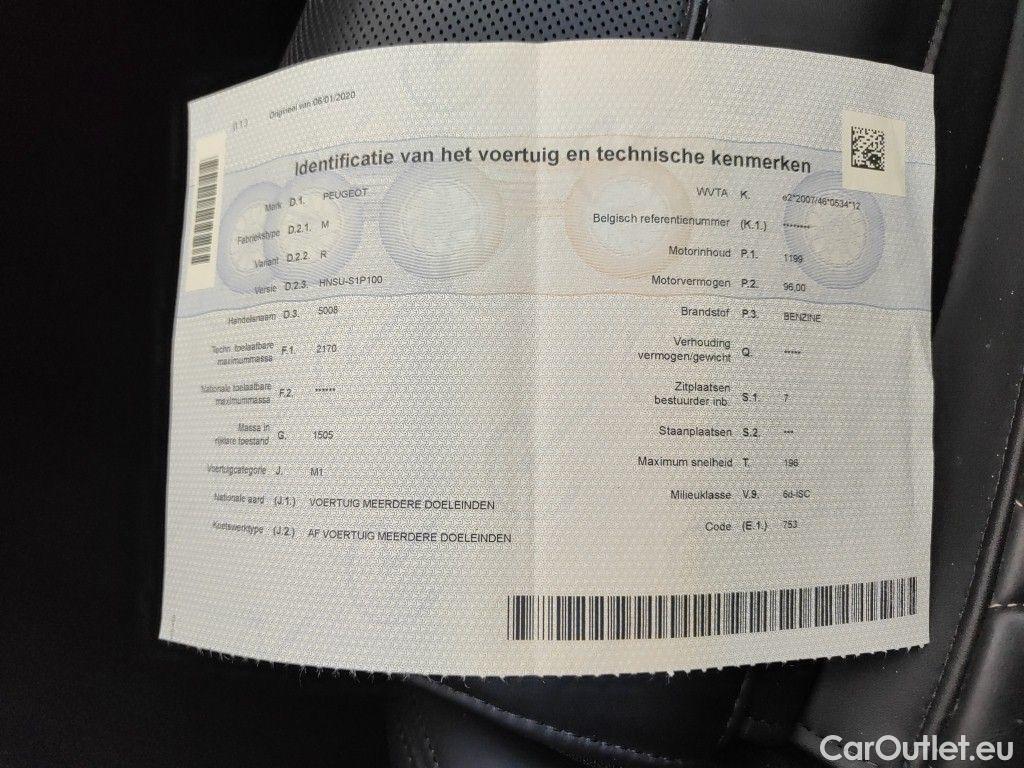 (I.1.) Origineel van 06/01/2020
Identificatie van het voertuig en technische kenmerken
Merk D.1. PEUGEOT
Fabriekstype D.2.1. M
Variant D.2.2. R
Versie D.2.3. HNSU-S1P100
Handelsnaam D.3. 5008
Techn. toelaatbare
maximummassa F.1. 2170
Nationale toelaatbare
maximummassa F.2. ******
Massa in
rijklare toestand G. 1505
Voertuigcategorie J. M1
Nationale aard (J.1.) VOERTUIG MEERDERE DOELEINDEN
Koetswerktype (J.2.) AF VOERTUIG MEERDERE DOELEINDEN
WVTA K. e2*2007/46*0534*12
Belgisch referentienummer (K.1.) ********
Motorinhoud P.1. 1199
Motorvermogen P.2. 96,00
Brandstof P.3. BENZINE
Verhouding
vermogen/gewicht Q. *****
Zitplaatsen
bestuurder inb. S.1. 7
Staanplaatsen S.2. ***
Maximum snelheid T. 196
Milieuklasse V.9. 6d-ISC
Code (E.1.) 753
CarOutlet.eu